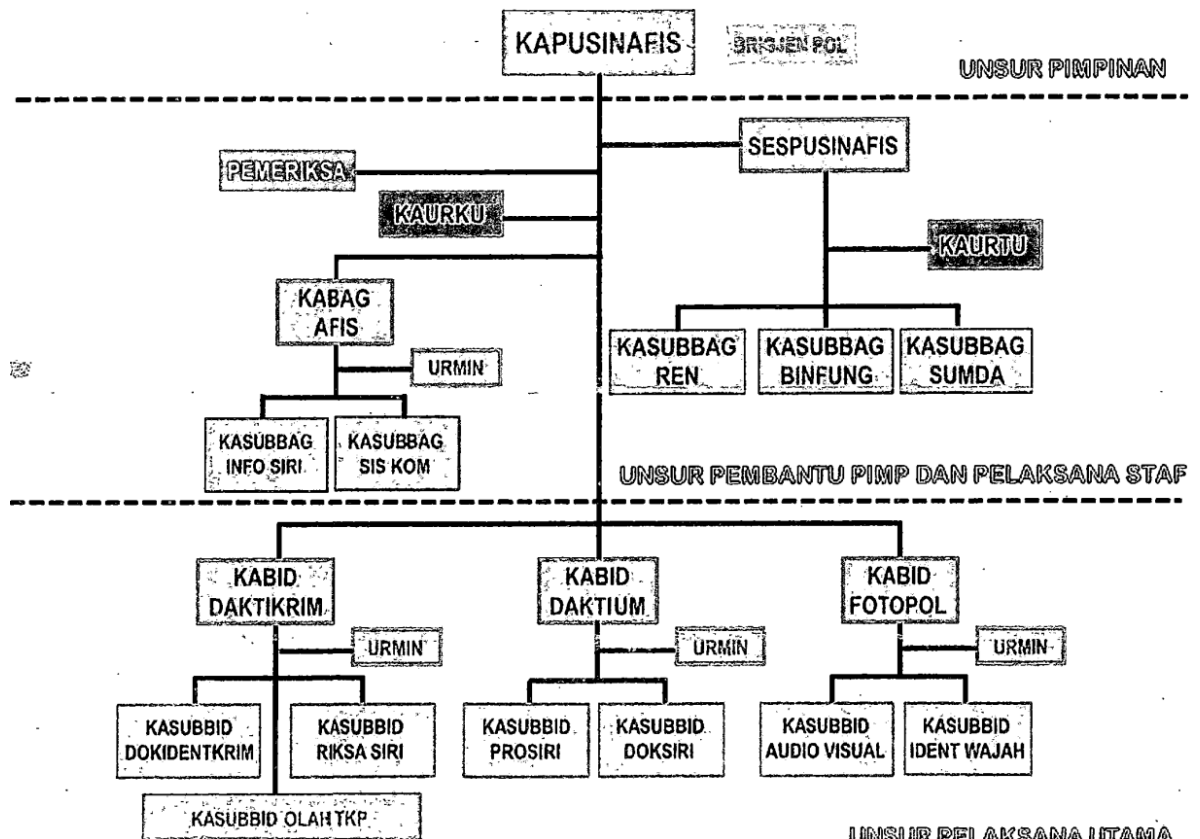 KAPUSINAFIS
BRIGJEN POL
UNSUR PIMPINAN
SESPUSINAFIS
PEMERIKSA
KAURKU
KAURTU
KABAG
AFIS
URMIN
KASUBBAG
REN
KASUBBAG
BINFUNG
KASUBBAG
SUMDA
KASUBBAG
INFO SIRI
KASUBBAG
SIS KOM
UNSUR PEMBANTU PIMP DAN PELAKSANA STAF
KABID
DAKTIKRIM
KABID
DAKTIUM
KABID
FOTOPOL
URMIN
URMIN
URMIN
KASUBBID
DOKIDENTKRIM
KASUBBID
RIKSA SIRI
KASUBBID
PROSIRI
KASUBBID
DOKSIRI
KASUBBID
AUDIO VISUAL
KASUBBID
IDENT WAJAH
KASUBBID OLAH TKP
UNSUR PELAKSANA UTAMA